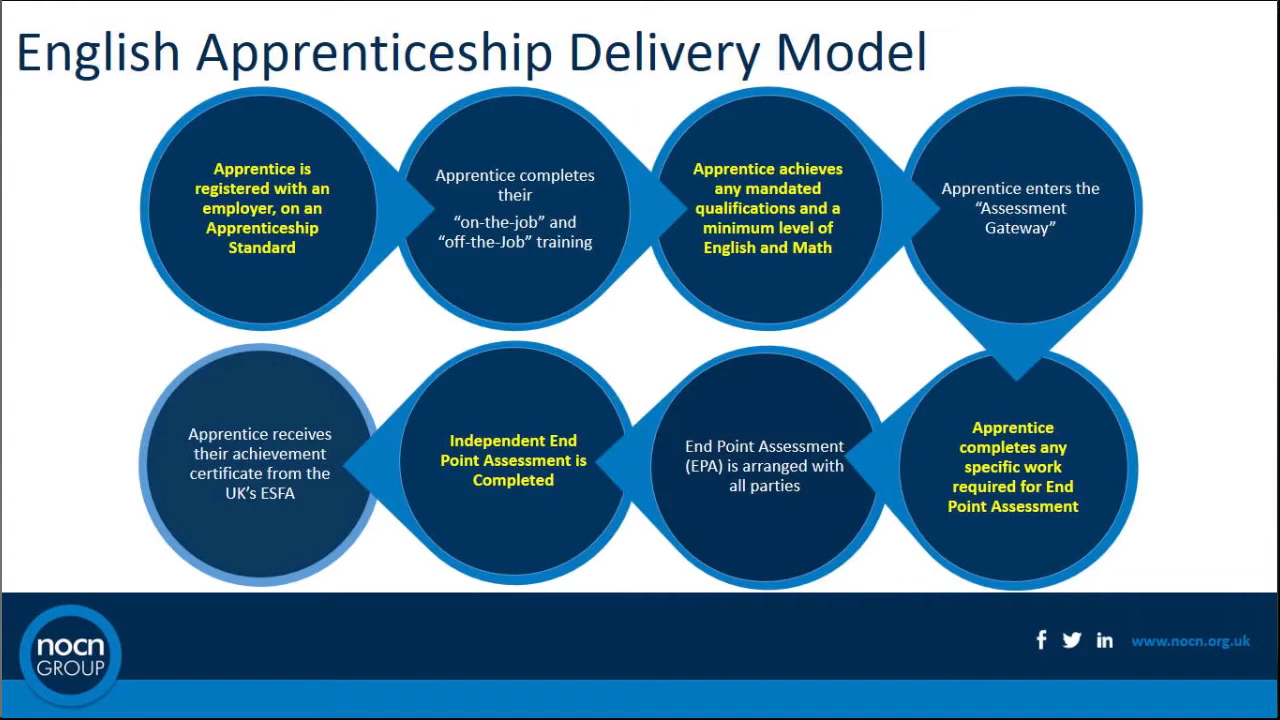 English Apprenticeship Delivery Model
Apprentice is
registered with an
employer, on an
Apprenticeship
Standard
Apprentice completes
their
“on-the-job” and
“off-the-Job” training
Apprentice achieves
any mandated
qualifications and a
minimum level of
English and Math
Apprentice enters the
“Assessment
Gateway”
Apprentice
completes any
specific work
required for End
Point Assessment
End Point Assessment
(EPA) is arranged with
all parties
Independent End
Point Assessment is
Completed
Apprentice receives
their achievement
certificate from the
UK’s ESFA
nocn
GROUP
www.nocn.org.uk